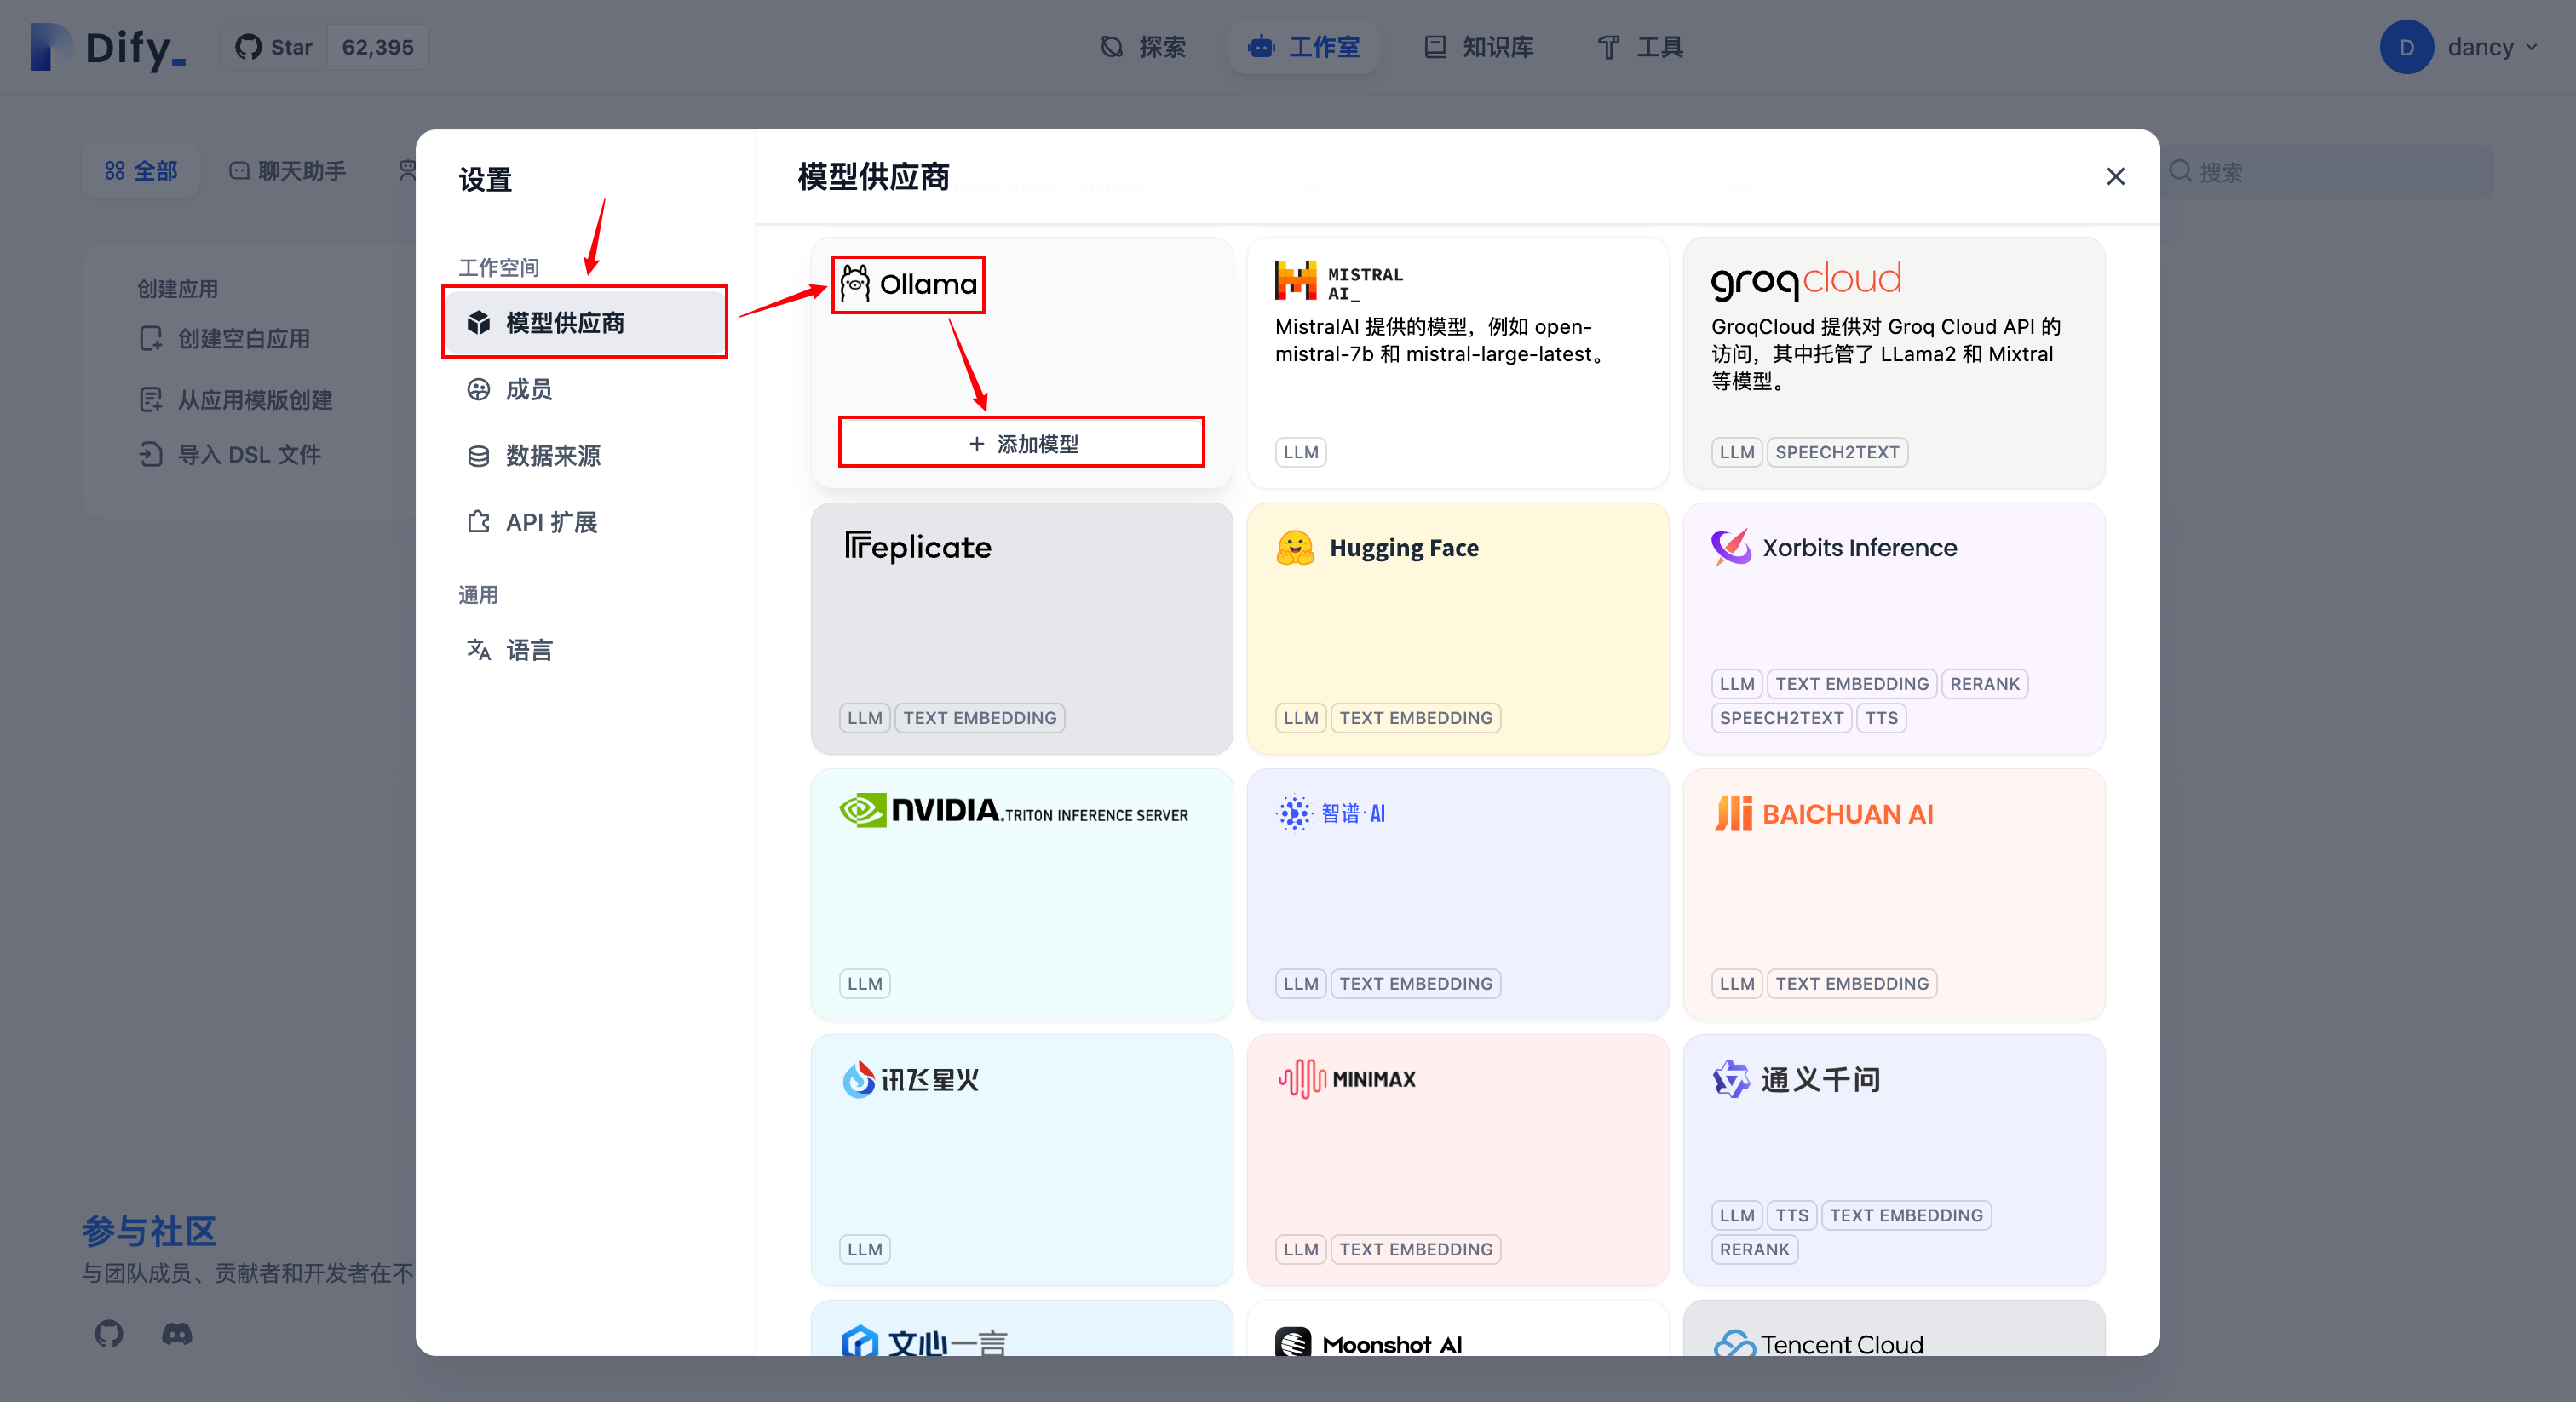 Dify_
Star 62,395
探索
工作室
知识库
工具
D dancy
全部
聊天助手
搜索
创建应用
创建空白应用
从应用模版创建
导入 DSL 文件
参与社区
与团队成员、贡献者和开发者在不
设置
工作空间
模型供应商
成员
数据来源
API 扩展
通用
语言
模型供应商
Ollama
+ 添加模型
MISTRAL
AI_
MistralAI 提供的模型，例如 open-
mistral-7b 和 mistral-large-latest。
LLM
groqcloud
GroqCloud 提供对 Groq Cloud API 的
访问，其中托管了 LLama2 和 Mixtral
等模型。
LLM SPEECH2TEXT
Replicate
LLM TEXT EMBEDDING
Hugging Face
LLM TEXT EMBEDDING
Xorbits Inference
LLM TEXT EMBEDDING RERANK
SPEECH2TEXT TTS
NVIDIA.TRITON INFERENCE SERVER
LLM
智谱·AI
LLM TEXT EMBEDDING
BAICHUAN AI
LLM TEXT EMBEDDING
讯飞星火
LLM
MINIMAX
LLM TEXT EMBEDDING
通义千问
LLM TTS TEXT EMBEDDING
RERANK
文心一言
Moonshot AI
Tencent Cloud